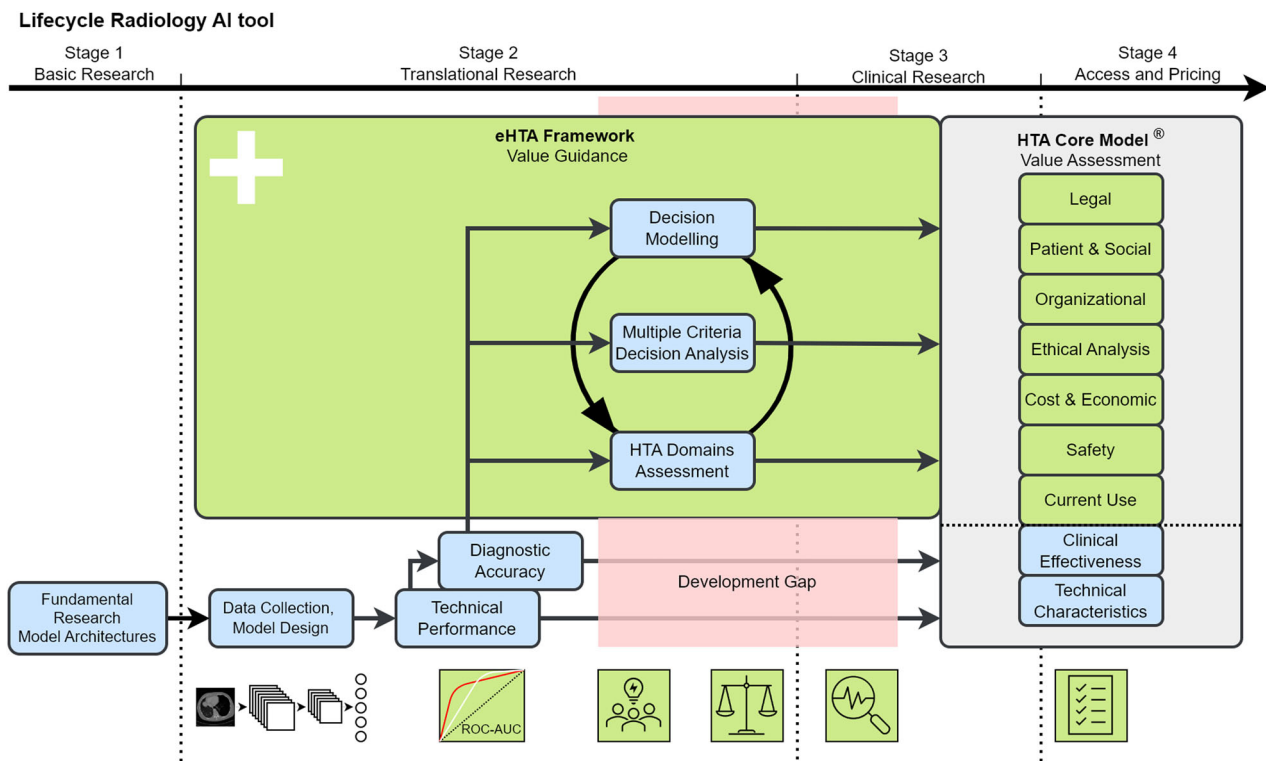 Lifecycle Radiology AI tool
Stage 1
Basic Research
Stage 2
Translational Research
Stage 3
Clinical Research
Stage 4
Access and Pricing
eHTA Framework
Value Guidance
HTA Core Model ®
Value Assessment
Decision
Modelling
Multiple Criteria
Decision Analysis
HTA Domains
Assessment
Legal
Patient & Social
Organizational
Ethical Analysis
Cost & Economic
Safety
Current Use
Clinical
Effectiveness
Technical
Characteristics
Diagnostic
Accuracy
Development Gap
Fundamental
Research
Model Architectures
Data Collection,
Model Design
Technical
Performance
ROC-AUC